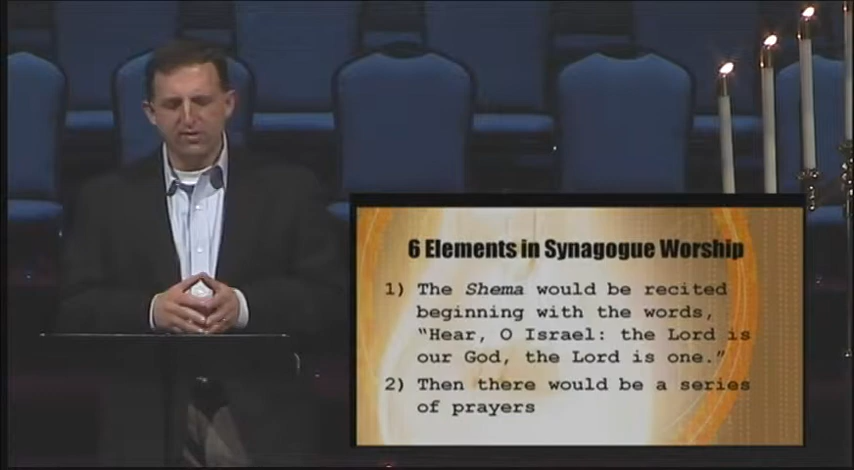 6 Elements in Synagogue Worship
1) The Shema would be recited
beginning with the words,
“Hear, O Israel: the Lord is
our God, the Lord is one.”
2) Then there would be a series
of prayers